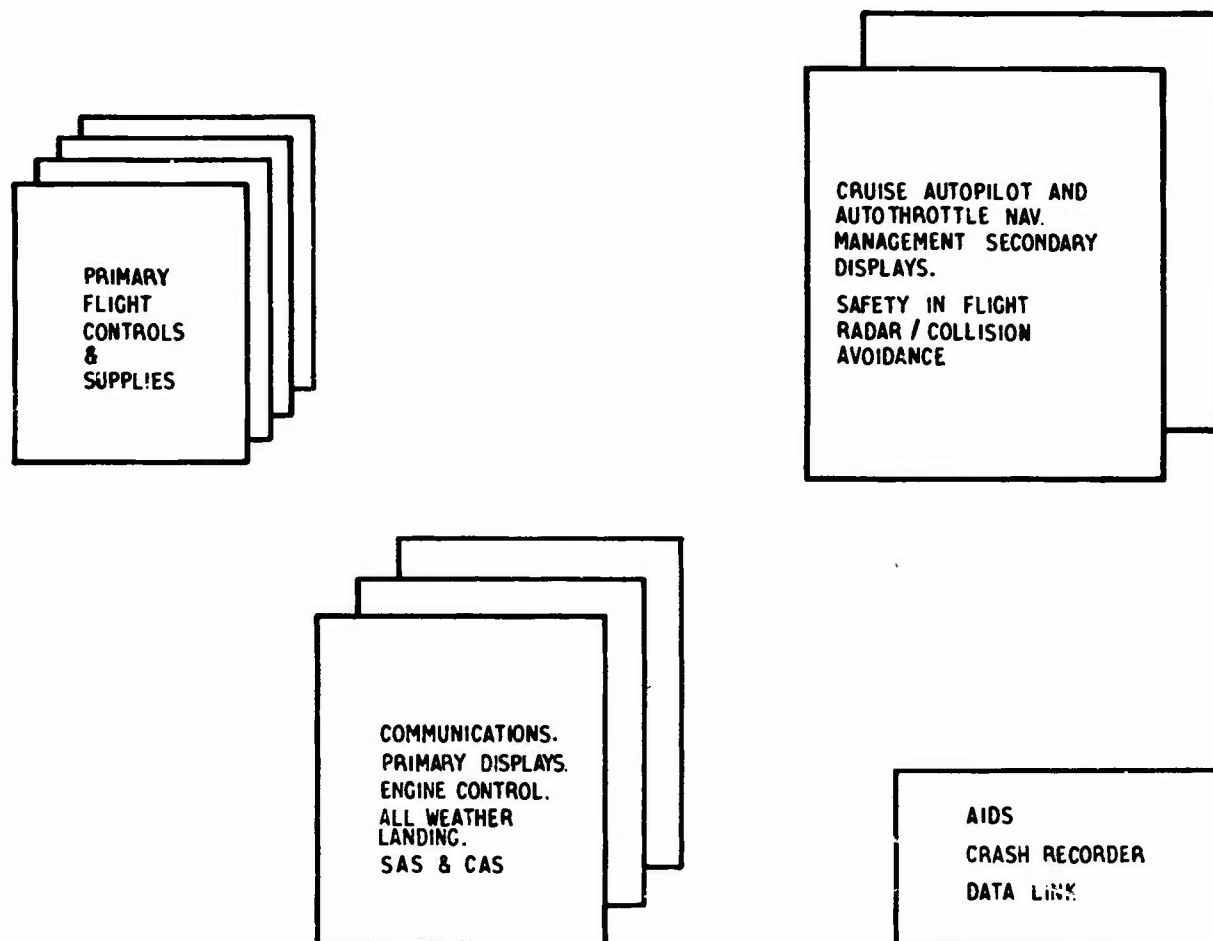 PRIMARY
FLIGHT
CONTROLS
&
SUPPLIES
CRUISE AUTOPILOT AND
AUTOTHROTTLE NAV.
MANAGEMENT SECONDARY
DISPLAYS.
SAFETY IN FLIGHT
RADAR / COLLISION
AVOIDANCE
COMMUNICATIONS.
PRIMARY DISPLAYS.
ENGINE CONTROL.
ALL WEATHER
LANDING.
SAS & CAS
AIDS
CRASH RECORDER
DATA LINK